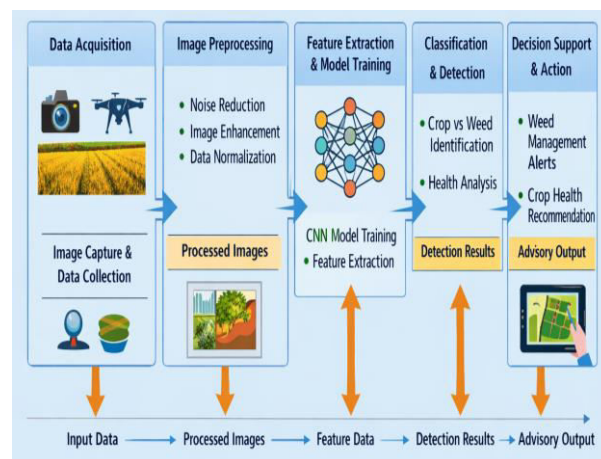 Data Acquisition
Image Capture &
Data Collection
Image Preprocessing
Noise Reduction
Image Enhancement
Data Normalization
Processed Images
Feature Extraction
& Model Training
CNN Model Training
Feature Extraction
Classification
& Detection
Crop vs Weed
Identification
Health Analysis
Detection Results
Decision Support
& Action
Weed
Management
Alerts
Crop Health
Recommendation
Advisory Output
Input Data
Processed Images
Feature Data
Detection Results
Advisory Output